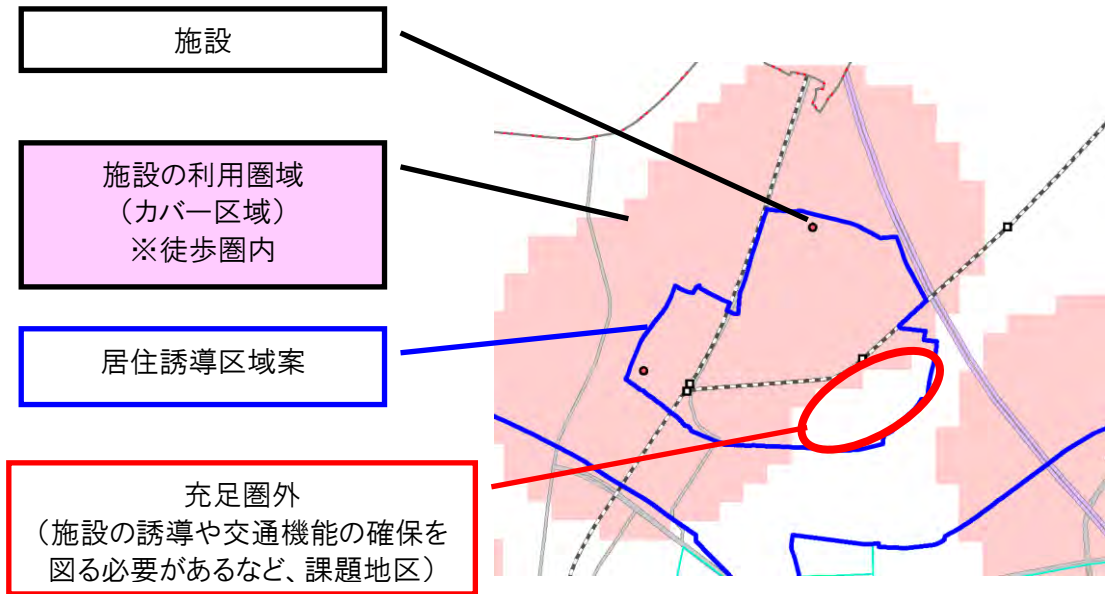 施設
施設の利用圏域
(カバー区域)
※徒歩圏内
居住誘導区域案
充足圏外
(施設の誘導や交通機能の確保を
図る必要があるなど、課題地区)